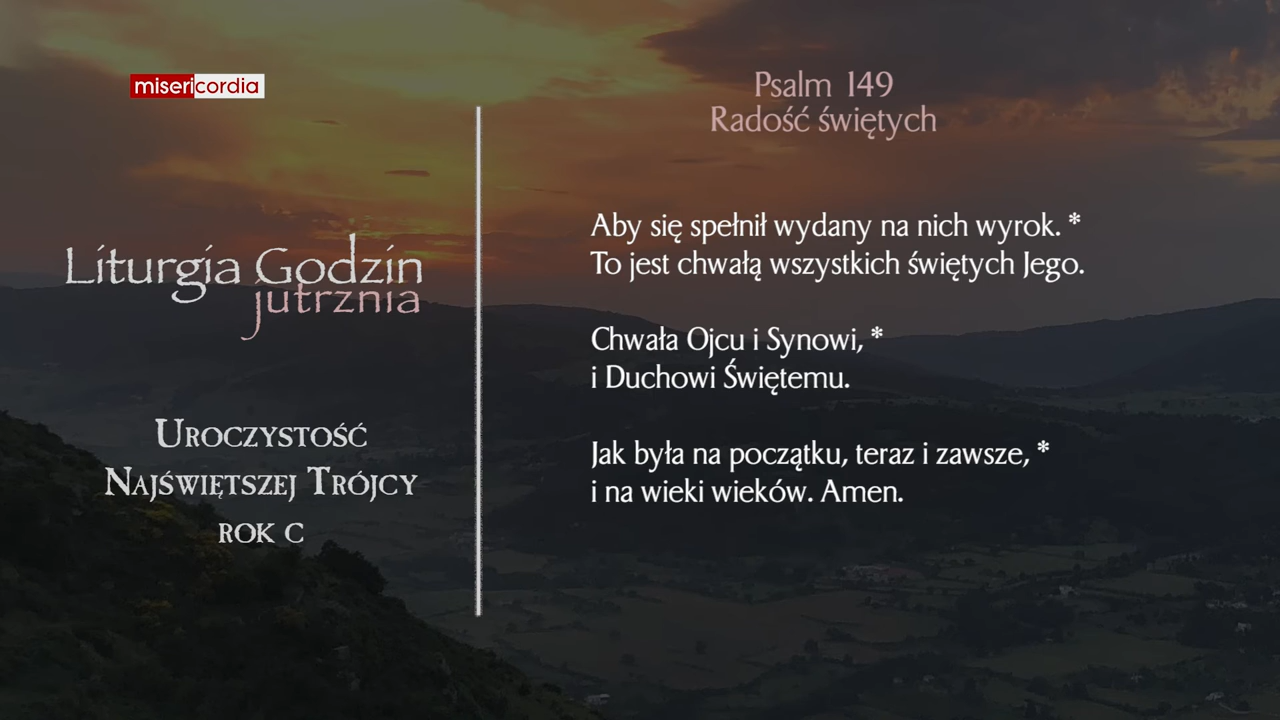 misericordia
Liturgia Godzin
jutrznia
Uroczystość
Najświętszej Trójcy
rok C
Psalm 149
Radość świętych
Aby się spełnił wydany na nich wyrok. *
To jest chwałą wszystkich świętych Jego.
Chwała Ojcu i Synowi, *
i Duchowi Świętemu.
Jak była na początku, teraz i zawsze, *
i na wieki wieków. Amen.